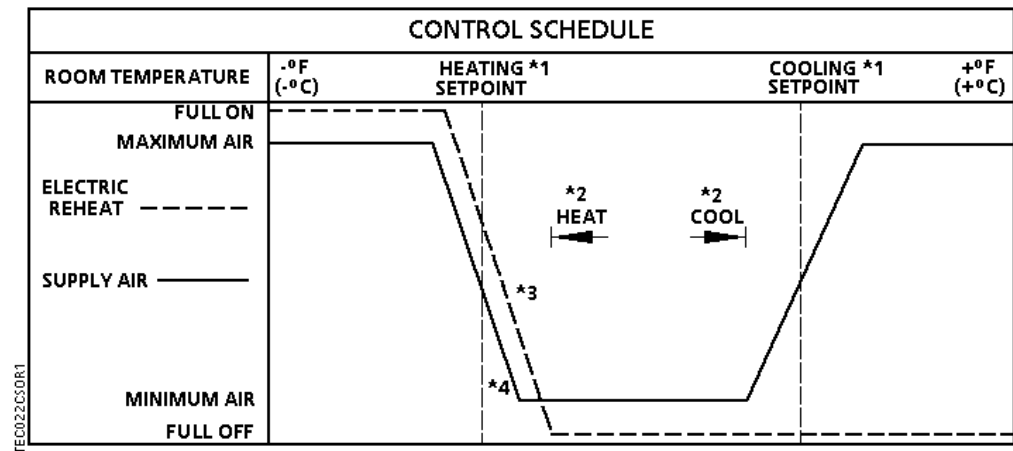 CONTROL SCHEDULE
ROOM TEMPERATURE
-°F
(-°C)
HEATING *1
SETPOINT
COOLING *1
SETPOINT
+°F
(+°C)
FULL ON
MAXIMUM AIR
ELECTRIC
REHEAT
*2
HEAT
*2
COOL
SUPPLY AIR
*3
*4
MINIMUM AIR
FULL OFF
TEC022CSOR1